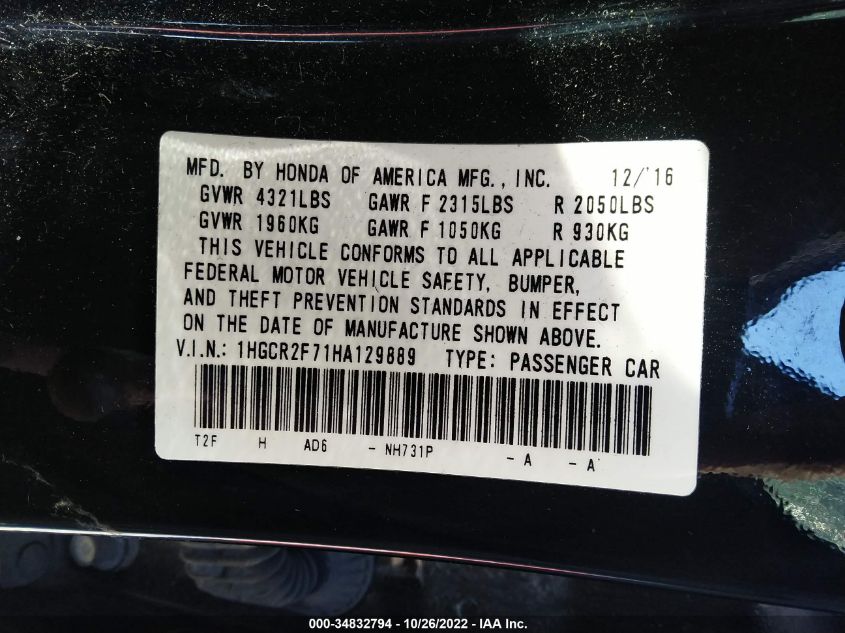 MFD. BY HONDA OF AMERICA MFG., INC. 12/'16
GVWR 4321LBS GAWR F 2315LBS R 2050LBS
GVWR 1960KG GAWR F 1050KG R 930KG
THIS VEHICLE CONFORMS TO ALL APPLICABLE
FEDERAL MOTOR VEHICLE SAFETY, BUMPER,
AND THEFT PREVENTION STANDARDS IN EFFECT
ON THE DATE OF MANUFACTURE SHOWN ABOVE.
V.I.N.: 1HGCR2F71HA129889 TYPE: PASSENGER CAR
T2F H AD6 - NH731P - A - A
000-34832794 - 10/26/2022 - IAA Inc.